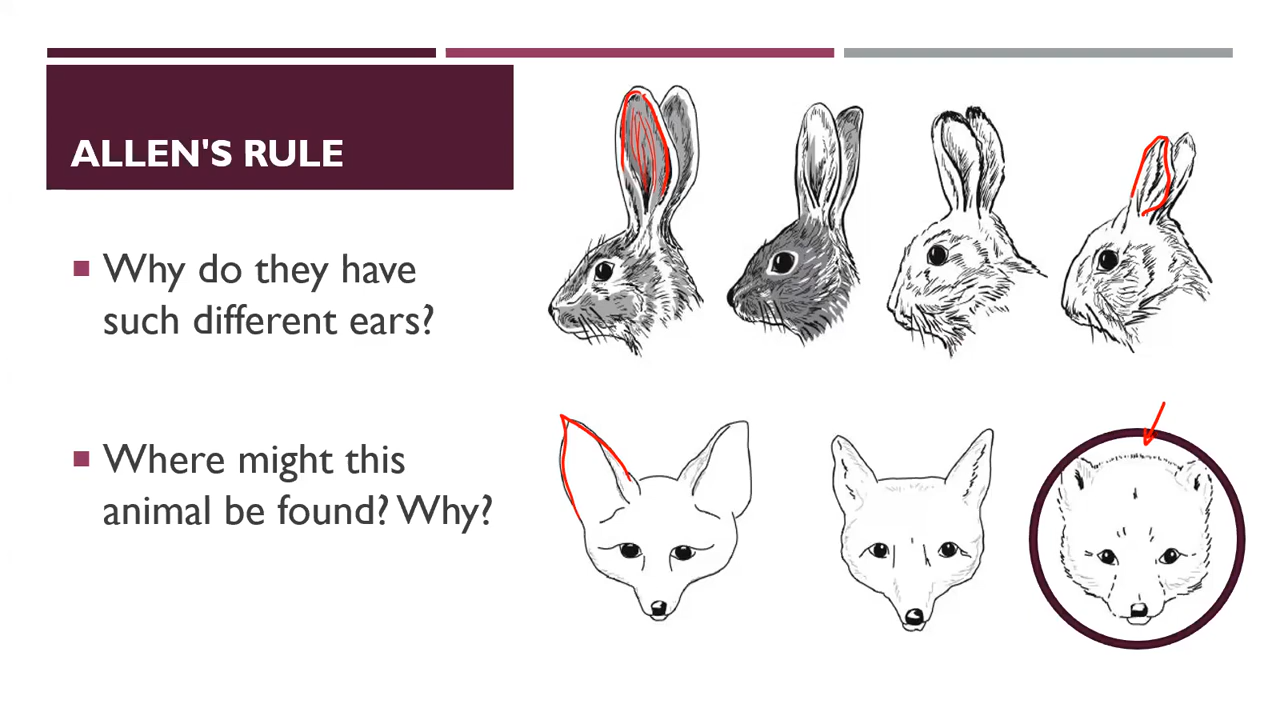 ALLEN'S RULE
Why do they have
such different ears?
Where might this
animal be found? Why?